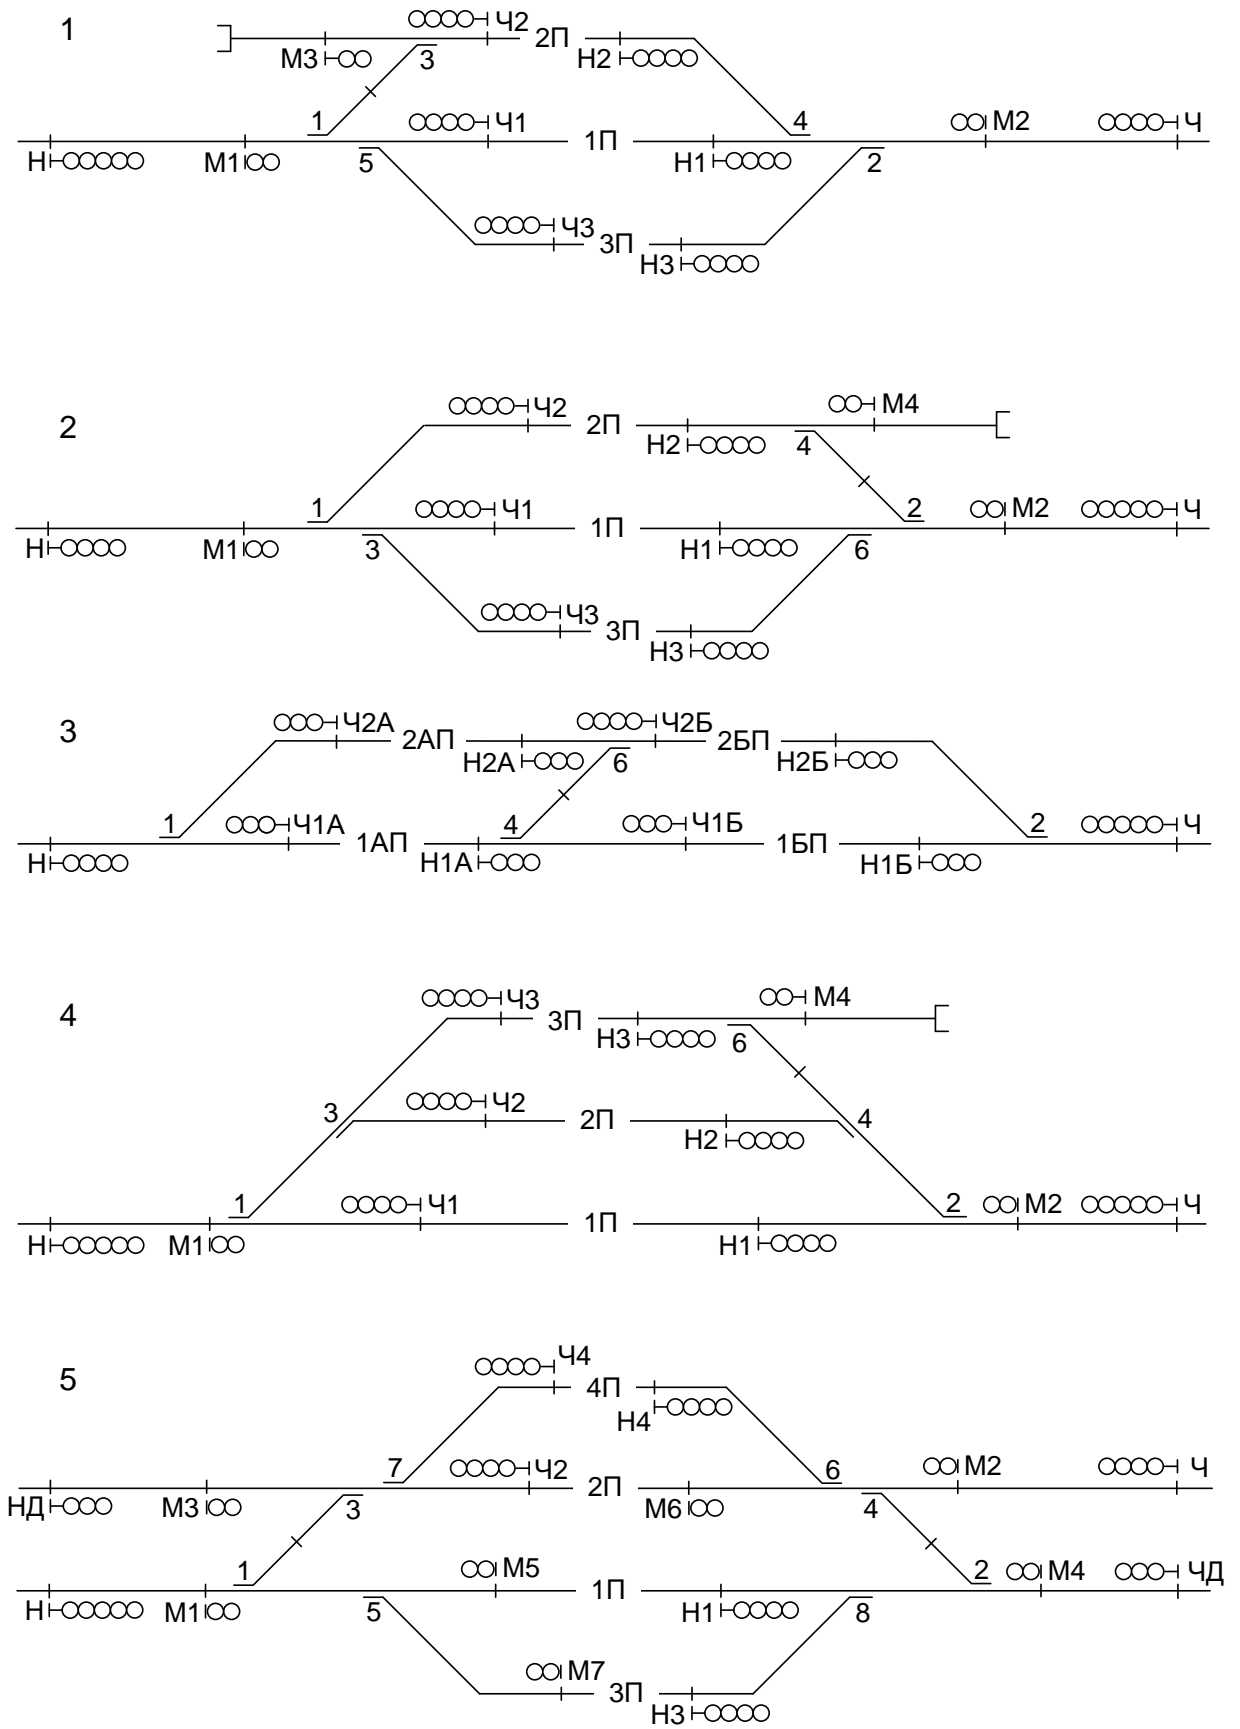 1
Ч2
2П
М3
3
Н2
1
Ч1
1П
4
М2
Ч
Н
М1
5
Н1
2
Ч3
3П
Н3
2
Ч2
2П
М4
Н2
4
1
Ч1
1П
2
М2
Ч
Н
М1
3
Н1
6
Ч3
3П
Н3
3
Ч2А
2АП
Ч2Б
2БП
Н2А
6
Н2Б
1
Ч1А
1АП
4
Ч1Б
1БП
2
Ч
Н
Н1А
Н1Б
4
Ч3
3П
М4
Н3
6
3
Ч2
2П
4
Н2
1
Ч1
1П
2
М2
Ч
Н
М1
Н1
5
Ч4
4П
Н4
7
Ч2
2П
6
М2
Ч
НД
М3
3
М6
4
1
М5
1П
2
М4
ЧД
Н
М1
5
Н1
8
М7
3П
Н3